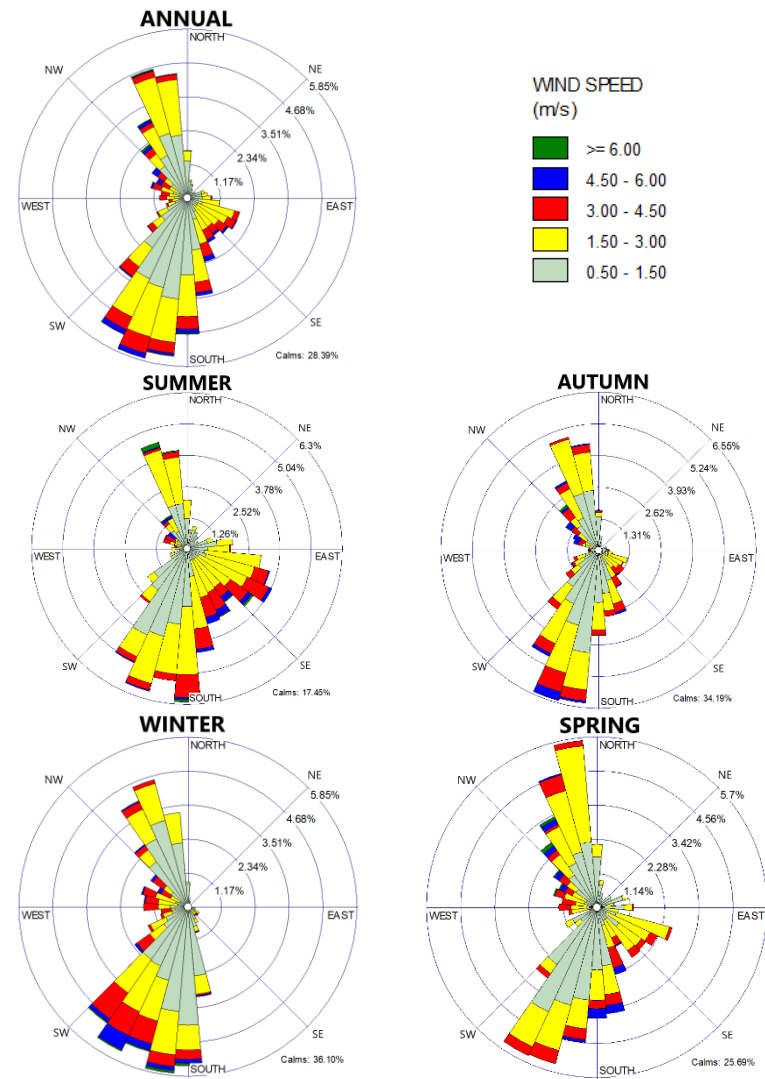 ANNUAL
NORTH
NW
NE
5.85%
4.68%
3.51%
2.34%
1.17%
WEST
EAST
SW
SE
SOUTH
Calms: 28.39%
WIND SPEED
(m/s)
>= 6.00
4.50 - 6.00
3.00 - 4.50
1.50 - 3.00
0.50 - 1.50
SUMMER
NORTH
NW
NE
6.3%
5.04%
3.78%
2.52%
1.26%
WEST
EAST
SW
SE
SOUTH
Calms: 17.45%
AUTUMN
NORTH
NW
NE
6.55%
5.24%
3.93%
2.62%
1.31%
WEST
EAST
SW
SE
SOUTH
Calms: 34.19%
WINTER
NORTH
NW
NE
5.85%
4.68%
3.51%
2.34%
1.17%
WEST
EAST
SW
SE
SOUTH
Calms: 36.10%
SPRING
NORTH
NW
NE
5.7%
4.56%
3.42%
2.28%
1.14%
WEST
EAST
SW
SE
SOUTH
Calms: 25.69%